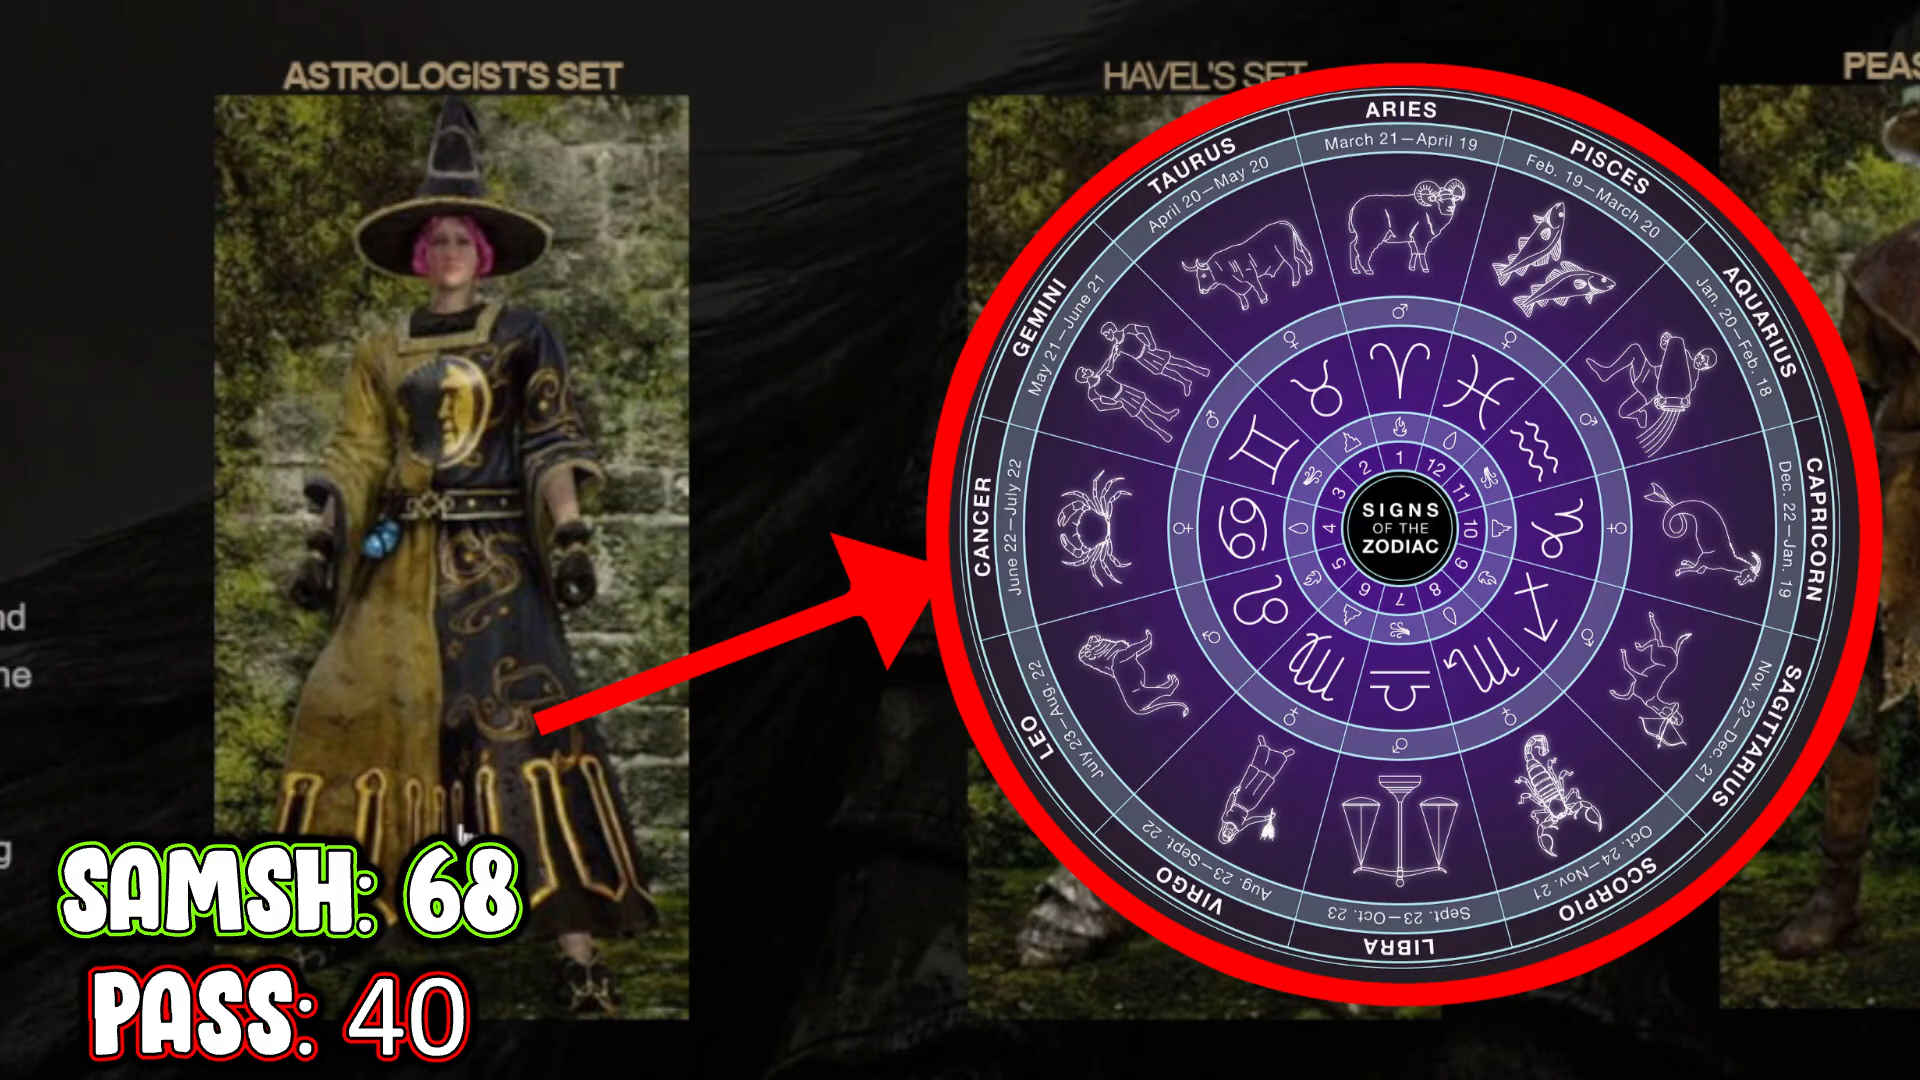 ASTROLOGIST'S SET
HAVEL'S SET
PEAS
nd
ne
g
SAMSH: 68
PASS: 40
ARIES
March 21–April 19
PISCES
Feb. 19–March 20
AQUARIUS
Jan. 20–Feb. 18
CAPRICORN
Dec. 22–Jan. 19
SAGITTARIUS
Nov. 22–Dec. 21
SCORPIO
Oct. 24–Nov. 21
LIBRA
Sept. 23–Oct. 23
VIRGO
Aug. 23–Sept. 22
LEO
July 23–Aug. 22
CANCER
June 22–July 22
GEMINI
May 21–June 21
TAURUS
April 20–May 20
1
2
3
4
5
6
7
8
9
10
11
12
SIGNS
OF THE
ZODIAC